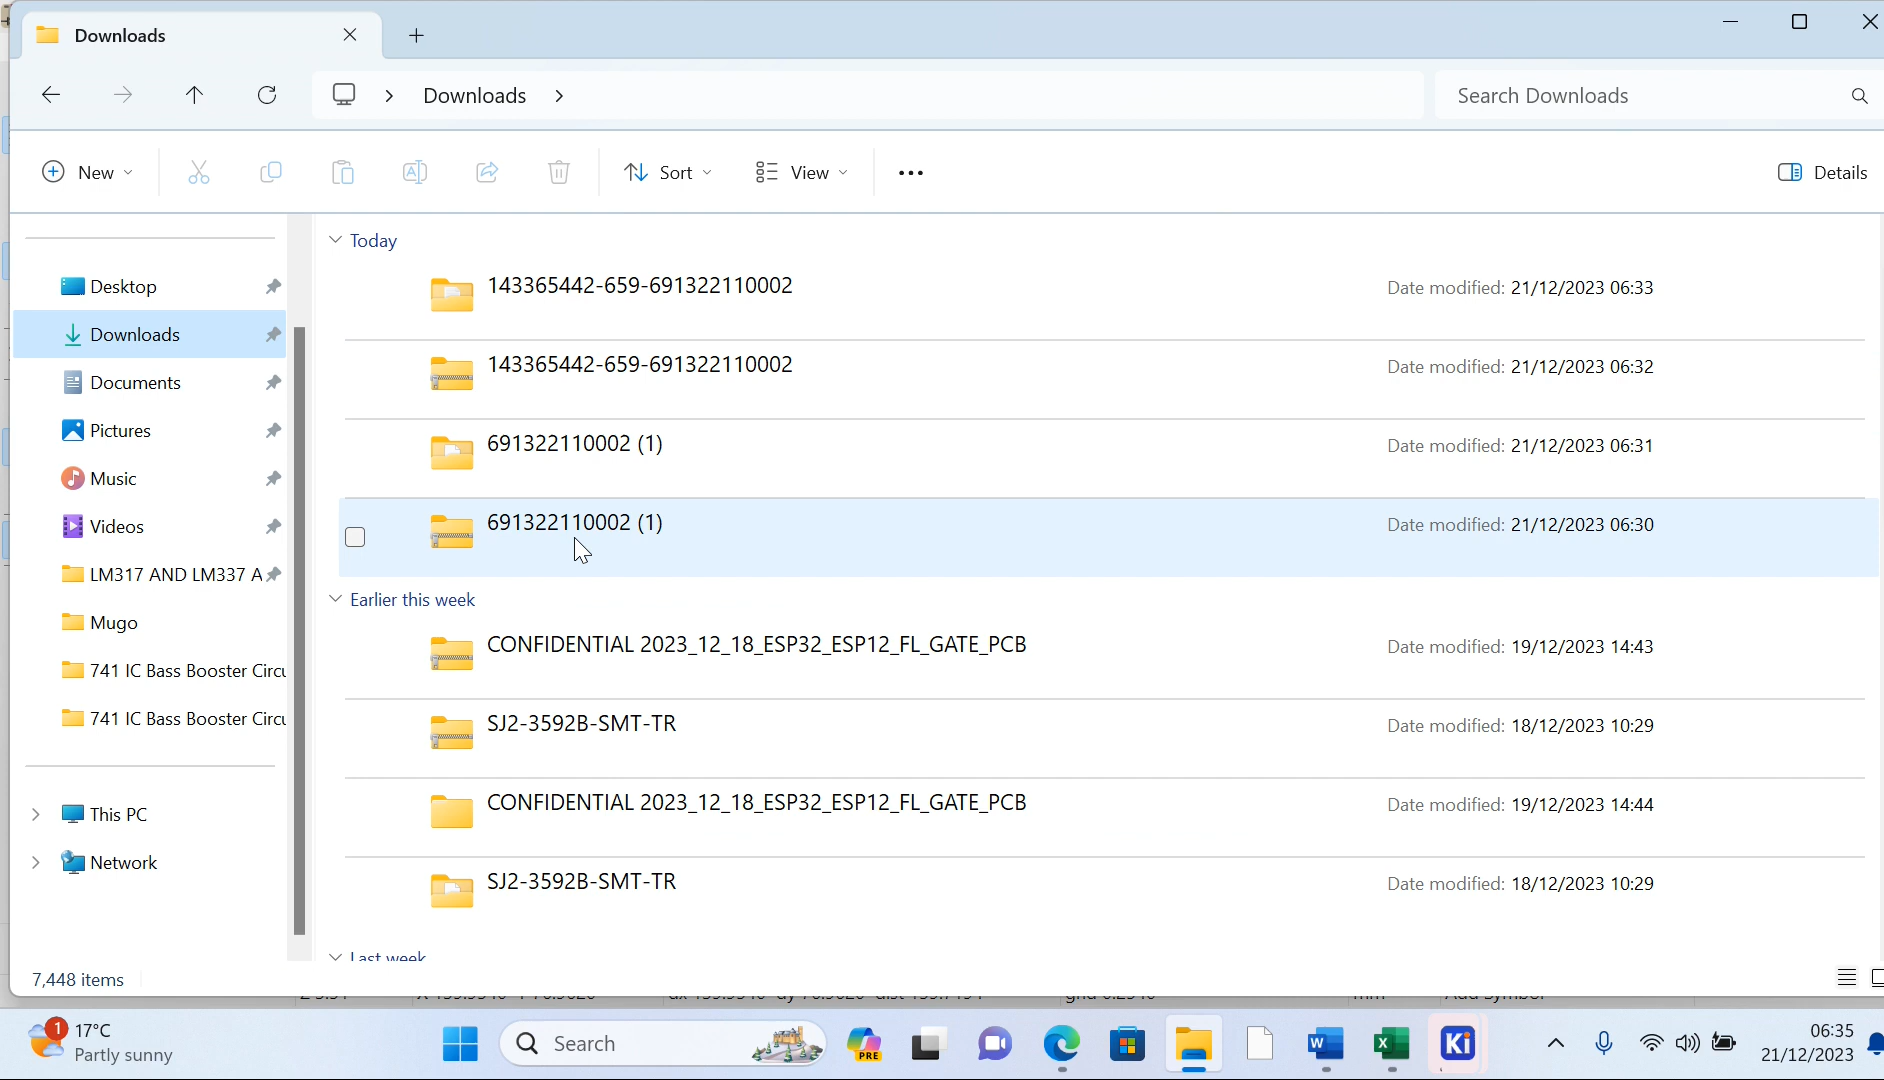 Downloads
Downloads
Search Downloads
New
Sort
View
Details
Desktop
Downloads
Documents
Pictures
Music
Videos
LM317 AND LM337 A
Mugo
741 IC Bass Booster Circu
741 IC Bass Booster Circu
This PC
Network
Today
143365442-659-691322110002 Date modified: 21/12/2023 06:33
143365442-659-691322110002 Date modified: 21/12/2023 06:32
691322110002 (1) Date modified: 21/12/2023 06:31
691322110002 (1) Date modified: 21/12/2023 06:30
Earlier this week
CONFIDENTIAL 2023_12_18_ESP32_ESP12_FL_GATE_PCB Date modified: 19/12/2023 14:43
SJ2-3592B-SMT-TR Date modified: 18/12/2023 10:29
CONFIDENTIAL 2023_12_18_ESP32_ESP12_FL_GATE_PCB Date modified: 19/12/2023 14:44
SJ2-3592B-SMT-TR Date modified: 18/12/2023 10:29
Last week
7,448 items
1
17°C
Partly sunny
Search
PRE
W
X
Ki
06:35
21/12/2023